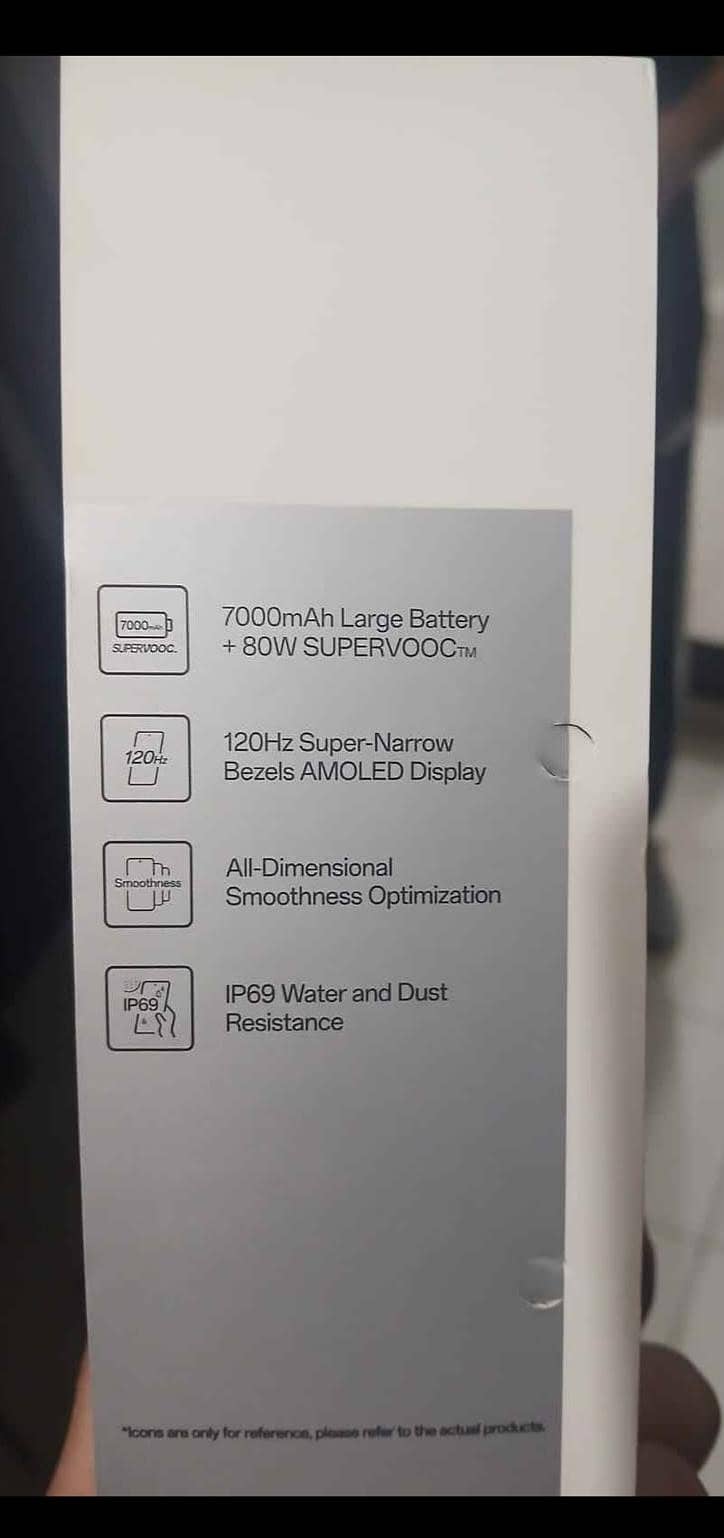 7000mAh
SUPERVOOC
7000mAh Large Battery
+ 80W SUPERVOOC™
120Hz
120Hz Super-Narrow
Bezels AMOLED Display
Smoothness
All-Dimensional
Smoothness Optimization
IP69
IP69 Water and Dust
Resistance
*Icons are only for reference, please refer to the actual products.